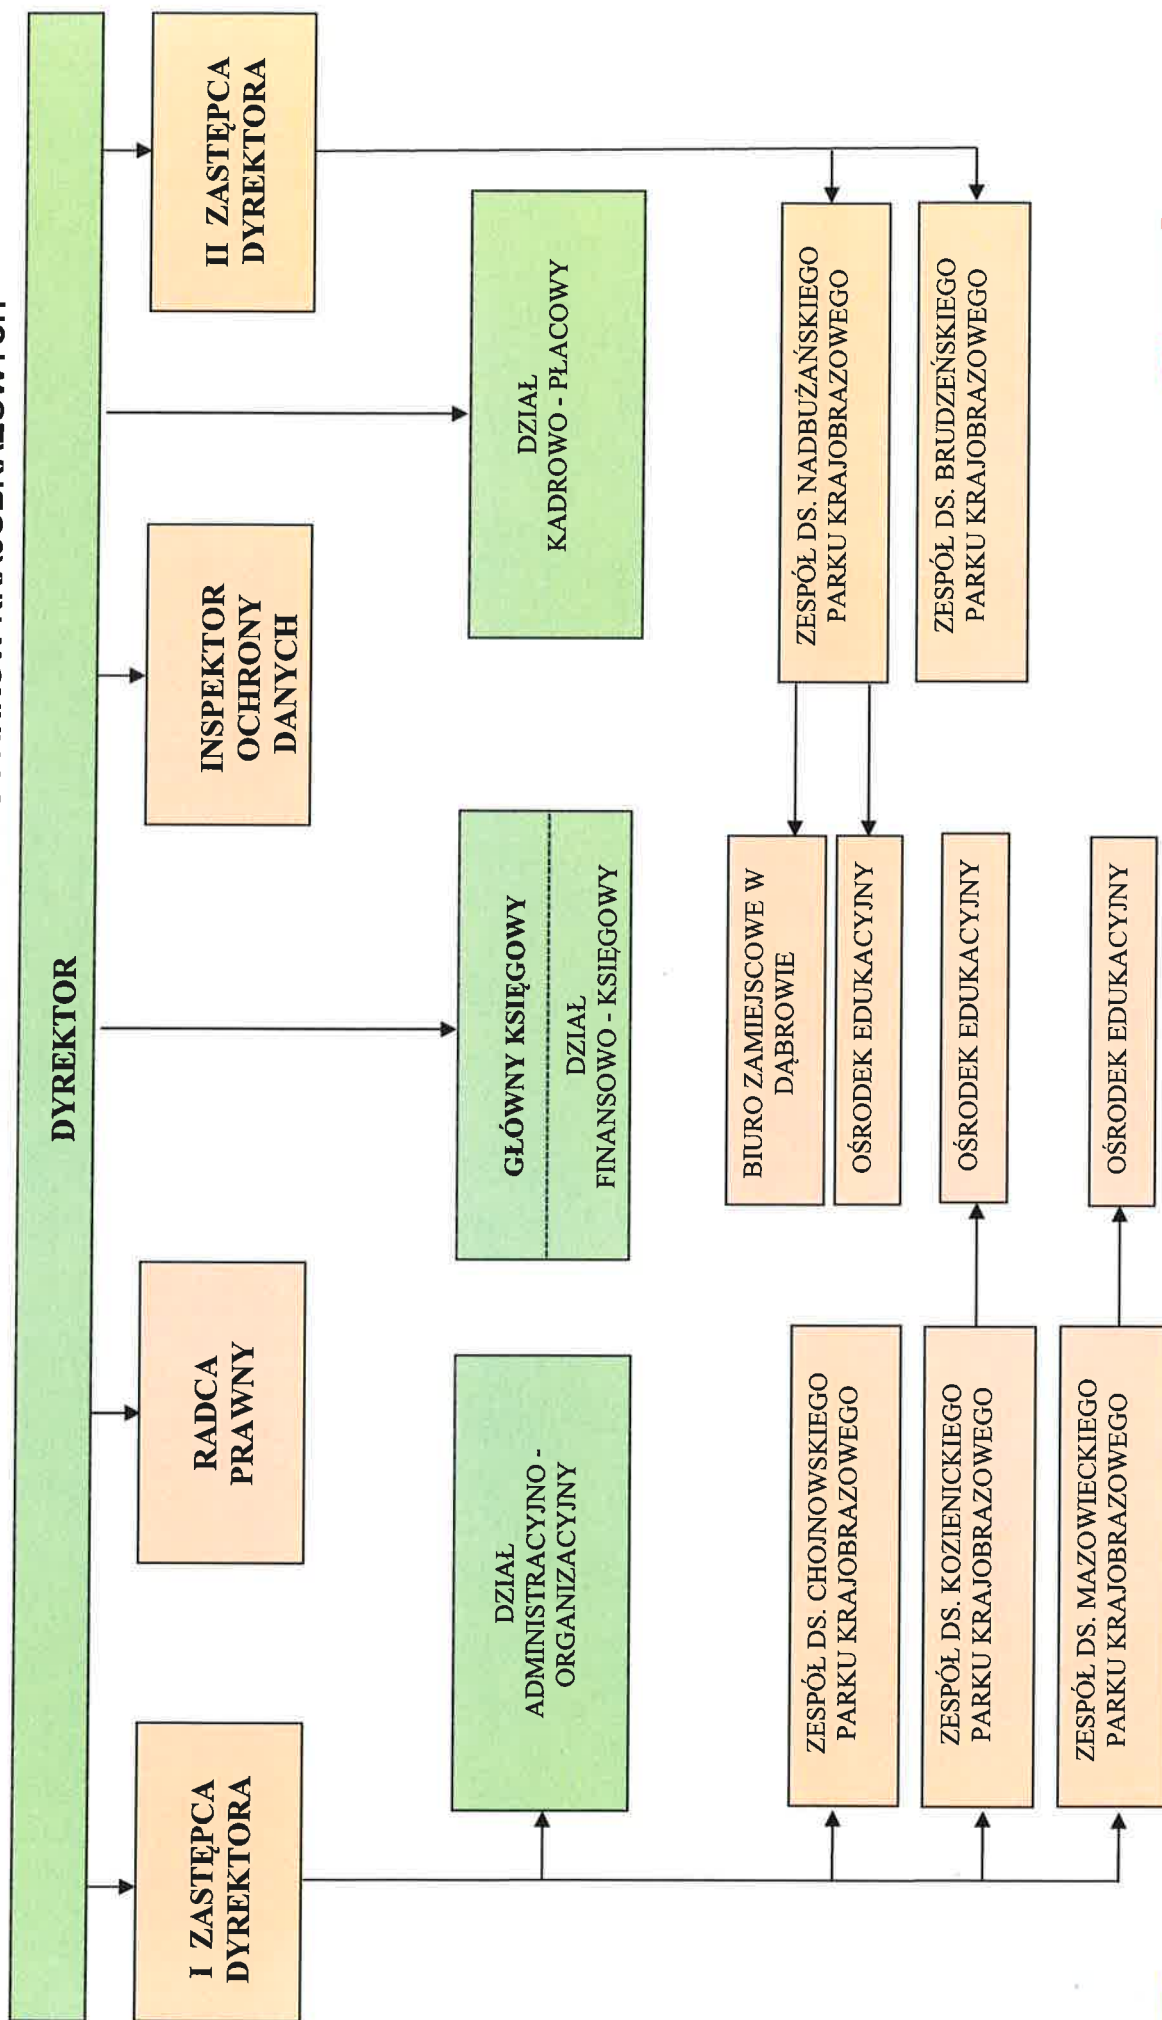 DYREKTOR
I ZASTĘPCA
DYREKTORA
RADCA
PRAWNY
INSPEKTOR
OCHRONY
DANYCH
II ZASTĘPCA
DYREKTORA
DZIAŁ
ADMINISTRACYJNO -
ORGANIZACYJNY
GŁÓWNY KSIĘGOWY
DZIAŁ
FINANSOWO - KSIĘGOWY
DZIAŁ
KADROWO - PŁACOWY
ZESPÓŁ DS. CHOJNOWSKIEGO
PARKU KRAJOBRAZOWEGO
ZESPÓŁ DS. KOZIENICKIEGO
PARKU KRAJOBRAZOWEGO
ZESPÓŁ DS. MAZOWIECKIEGO
PARKU KRAJOBRAZOWEGO
BIURO ZAMIEJSCOWE W
DĄBROWIE
OŚRODEK EDUKACYJNY
OŚRODEK EDUKACYJNY
OŚRODEK EDUKACYJNY
ZESPÓŁ DS. NADBUŻAŃSKIEGO
PARKU KRAJOBRAZOWEGO
ZESPÓŁ DS. BRUDZEŃSKIEGO
PARKU KRAJOBRAZOWEGO